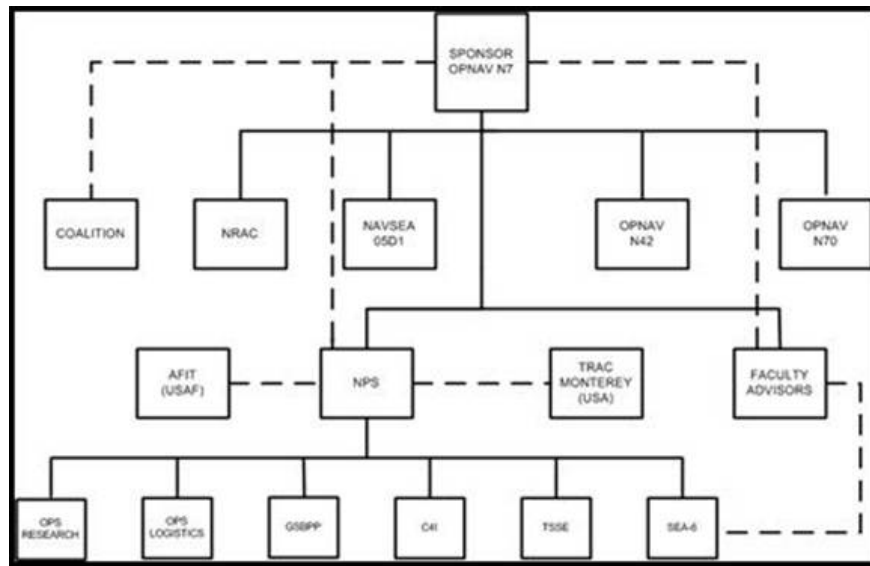 SPONSOR
OPNAV N7
COALITION
NRAC
NAVSEA
05D1
OPNAV
N42
OPNAV
N70
AFIT
(USAF)
NPS
TRAC
MONTEREY
(USA)
FACULTY
ADVISORS
OPS
RESEARCH
OPS
LOGISTICS
GSBPP
C4I
TSSE
SEA-6